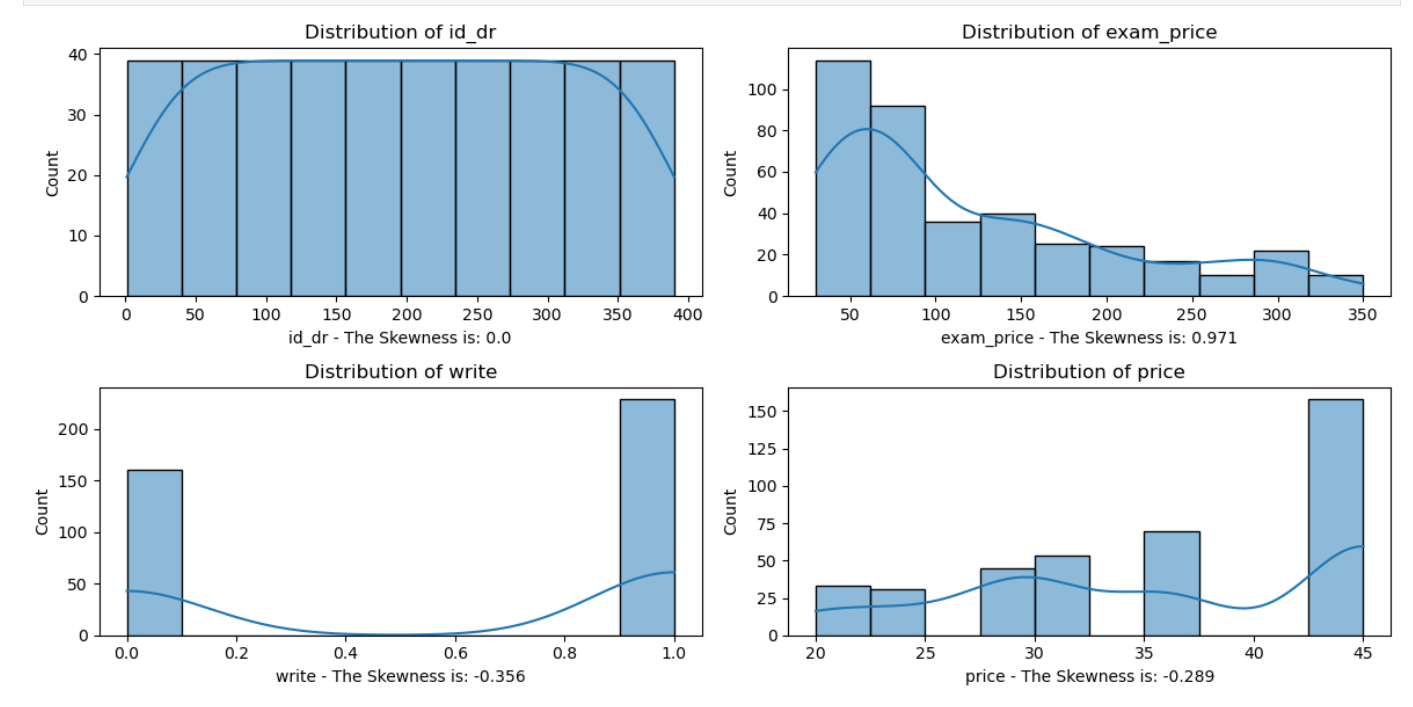 Distribution of id_dr
Count
40
30
20
10
0
0 50 100 150 200 250 300 350 400
id_dr - The Skewness is: 0.0
Distribution of exam_price
Count
100
80
60
40
20
0
50 100 150 200 250 300 350
exam_price - The Skewness is: 0.971
Distribution of write
Count
200
150
100
50
0
0.0 0.2 0.4 0.6 0.8 1.0
write - The Skewness is: -0.356
Distribution of price
Count
150
125
100
75
50
25
0
20 25 30 35 40 45
price - The Skewness is: -0.289